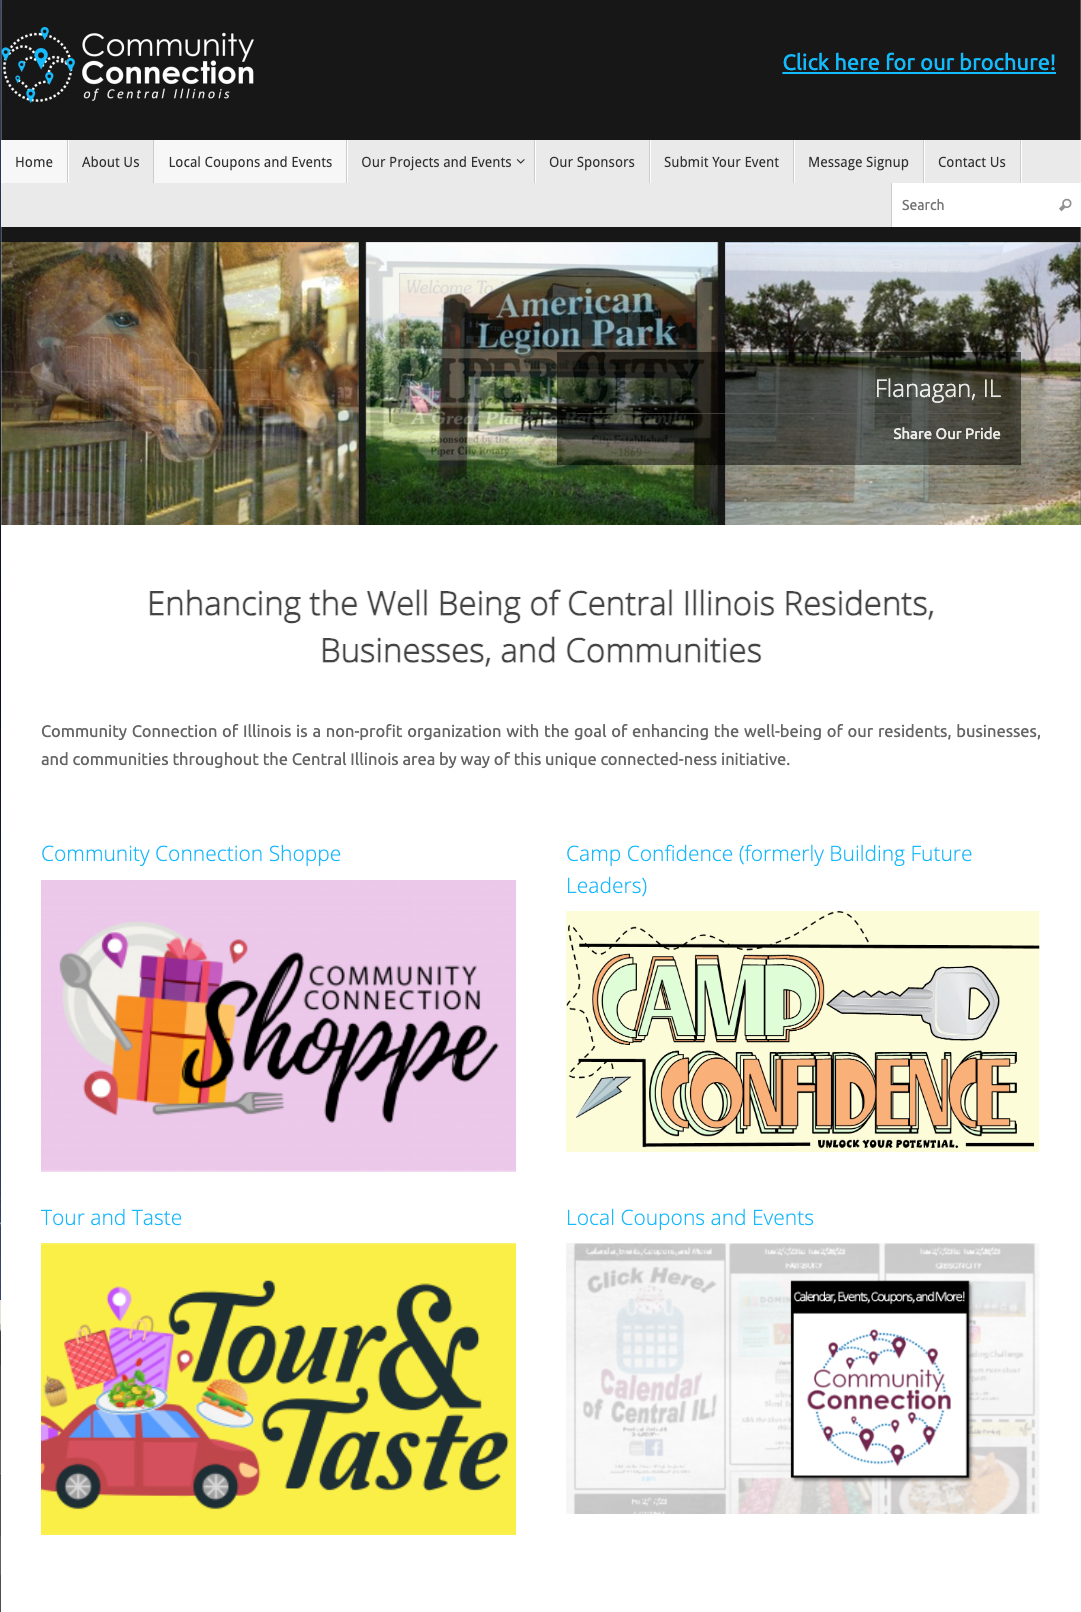 Community
Connection
of Central Illinois
Click here for our brochure!
Home
About Us
Local Coupons and Events
Our Projects and Events
Our Sponsors
Submit Your Event
Message Signup
Contact Us
Search
Welcome To
American
Legion Park
PIPER CITY
A Great Place
Sponsored by the
Piper City Rotary
City Established
1869
Flanagan, IL
Share Our Pride
Enhancing the Well Being of Central Illinois Residents,
Businesses, and Communities
Community Connection of Illinois is a non-profit organization with the goal of enhancing the well-being of our residents, businesses,
and communities throughout the Central Illinois area by way of this unique connected-ness initiative.
Community Connection Shoppe
COMMUNITY
CONNECTION
Shoppe
Camp Confidence (formerly Building Future
Leaders)
CAMP
CONFIDENCE
UNLOCK YOUR POTENTIAL.
Tour and Taste
Tour &
Taste
Local Coupons and Events
Calendar, Events, Coupons, and More!
Click Here!
Calendar
of Central IL!
Calendar, Events, Coupons, and More!
Community
Connection